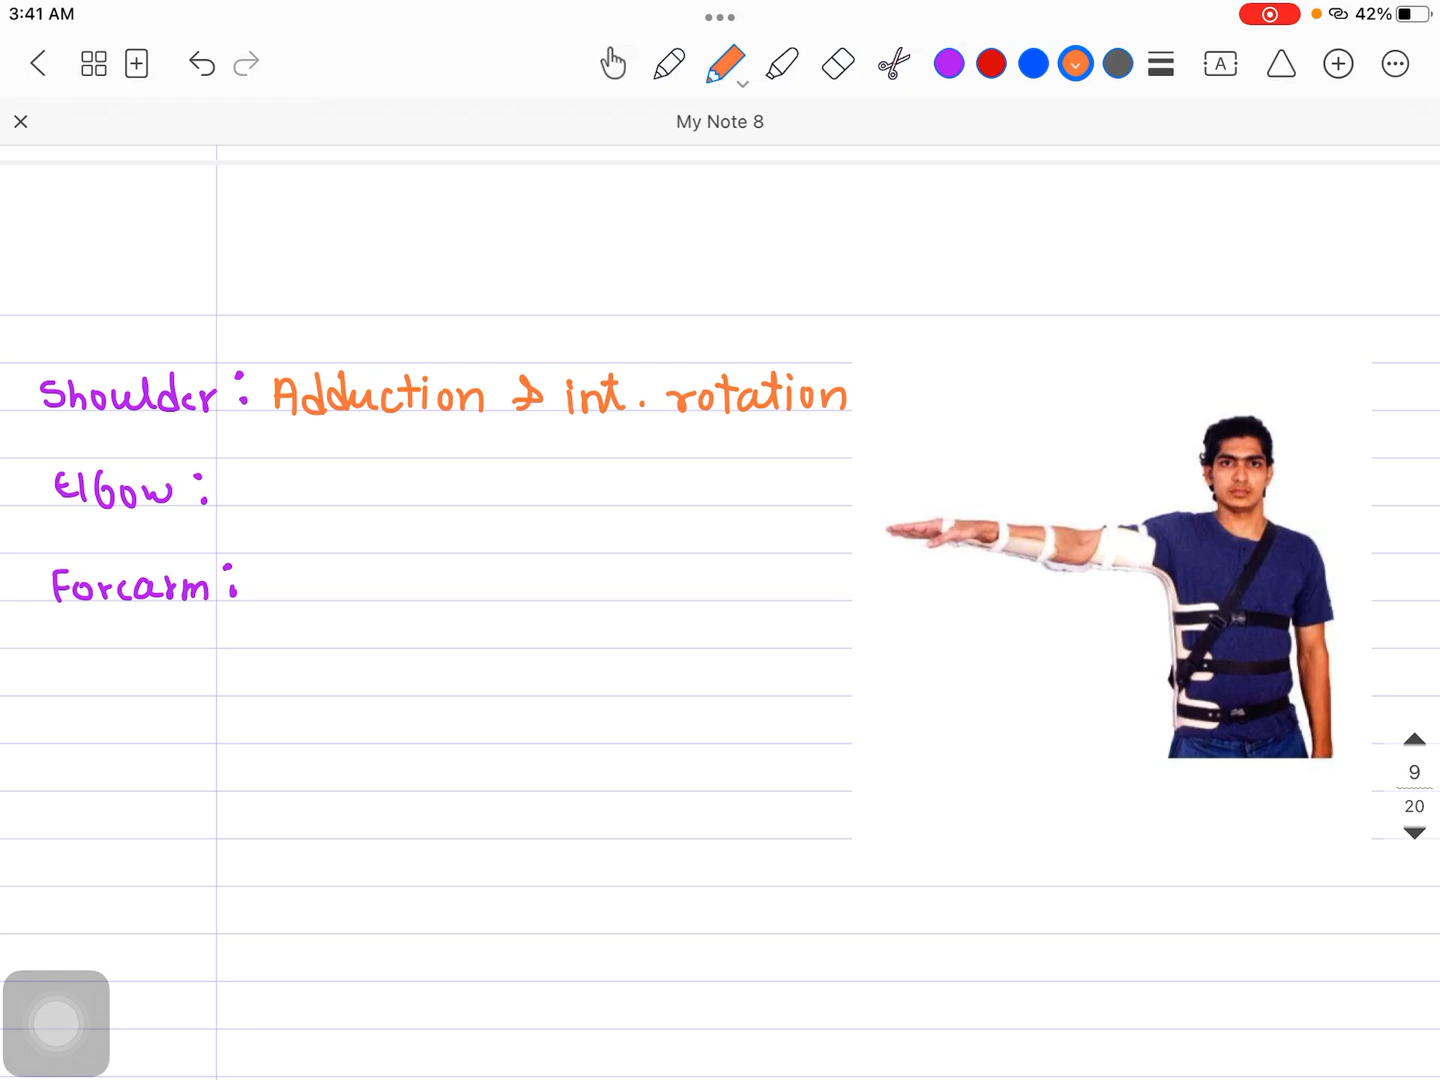 3:41 AM
42%
A
My Note 8
Shoulder: Adduction & int. rotation
Elbow:
Forearm:
9
20